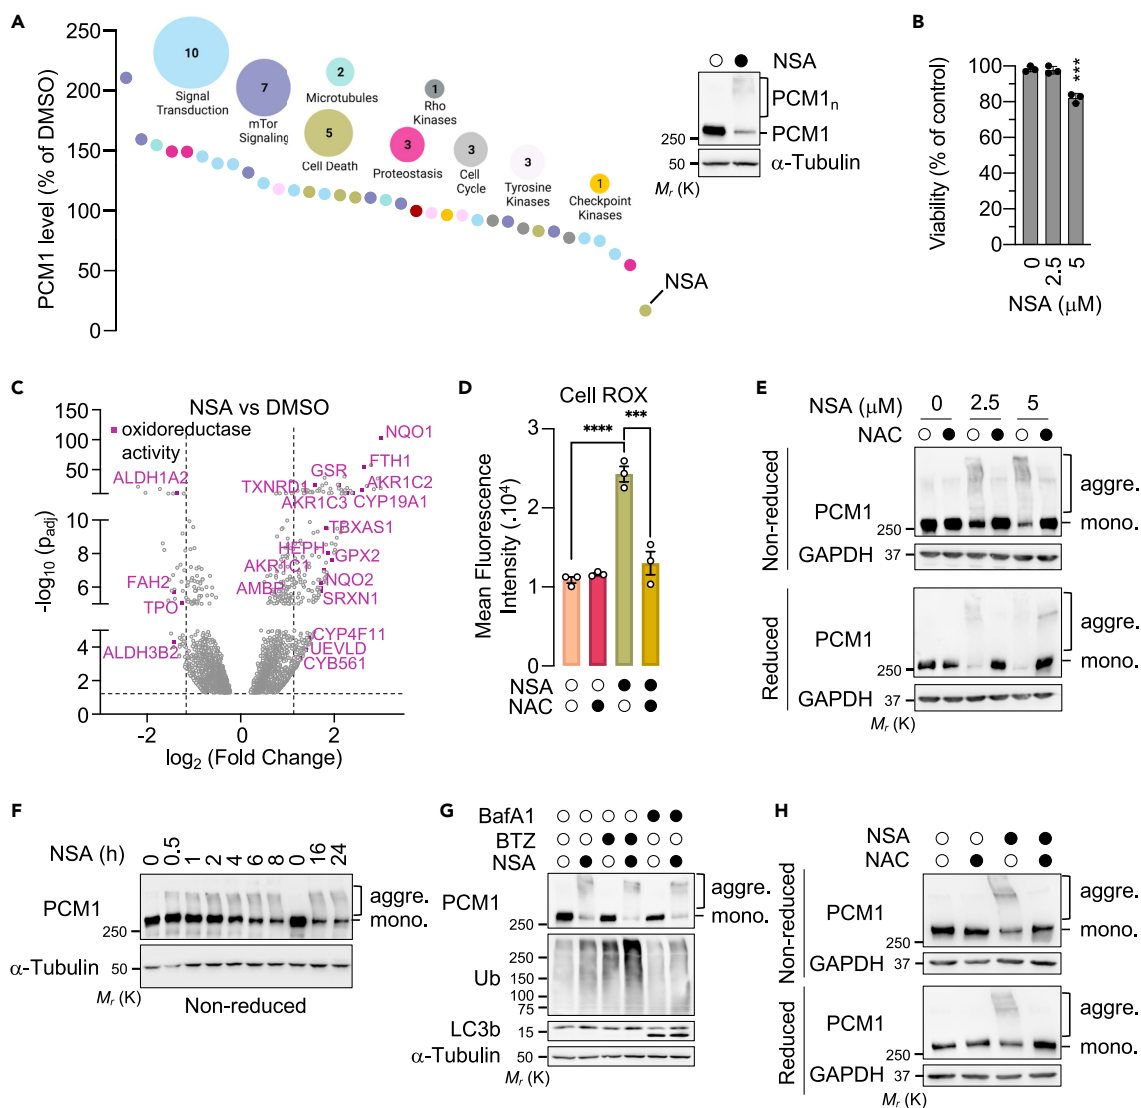 A
PCM1 level (% of DMSO)
250
200
150
100
50
0
10
Signal
Transduction
7
mTor
Signaling
2
Microtubules
5
Cell Death
1
Rho
Kinases
3
Proteostasis
3
Cell
Cycle
3
Tyrosine
Kinases
1
Checkpoint
Kinases
NSA
NSA
PCM1n
250
PCM1
50
α-Tubulin
Mr (K)
B
Viability (% of control)
100
80
60
40
20
0
***
0
2.5
5
NSA (μM)
C
NSA vs DMSO
oxidoreductase
activity
-log10 (padj)
150
100
50
10
8
6
4
2
0
NQO1
FTH1
GSR
ALDH1A2
TXNRD1
AKR1C2
AKR1C3
CYP19A1
TBXAS1
HEPH
GPX2
AKR1C1
FAH2
AMBP
NQO2
TPO
SRXN1
CYP4F11
ALDH3B2
UEVLD
CYB561
-2
0
2
log2 (Fold Change)
D
Cell ROX
Mean Fluorescence
Intensity (.10⁴)
3
2
1
0
****
***
NSA
NAC
E
NSA (μM)
0
2.5
5
NAC
Non-reduced
PCM1
250
aggre.
mono.
GAPDH
37
Reduced
PCM1
250
aggre.
mono.
GAPDH
37
Mr (K)
F
NSA (h)
0
0.5
1
2
4
6
8
0
16
24
PCM1
250
aggre.
mono.
α-Tubulin
50
Mr (K)
Non-reduced
G
BafA1
BTZ
NSA
PCM1
250
aggre.
mono.
Ub
250
150
100
75
LC3b
15
α-Tubulin
50
Mr (K)
H
NSA
NAC
Non-reduced
PCM1
250
aggre.
mono.
GAPDH
37
Reduced
PCM1
250
aggre.
mono.
GAPDH
37
Mr (K)